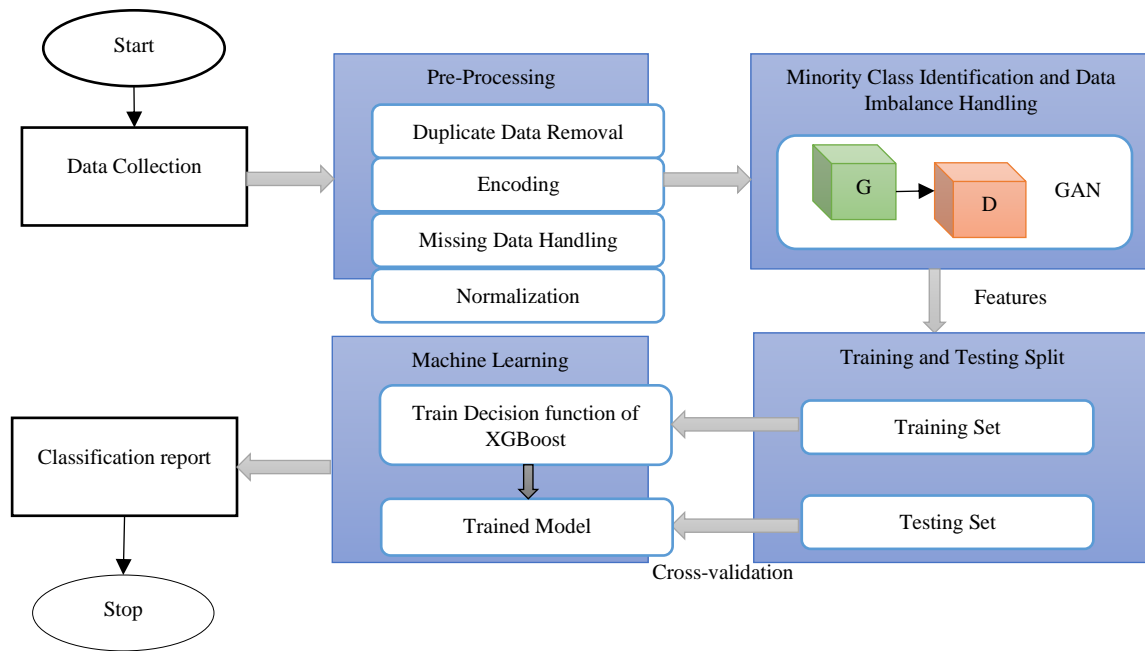 Start
Data Collection
Pre-Processing
Duplicate Data Removal
Encoding
Missing Data Handling
Normalization
Minority Class Identification and Data
Imbalance Handling
G
D
GAN
Features
Training and Testing Split
Training Set
Testing Set
Machine Learning
Train Decision function of
XGBoost
Trained Model
Cross-validation
Classification report
Stop